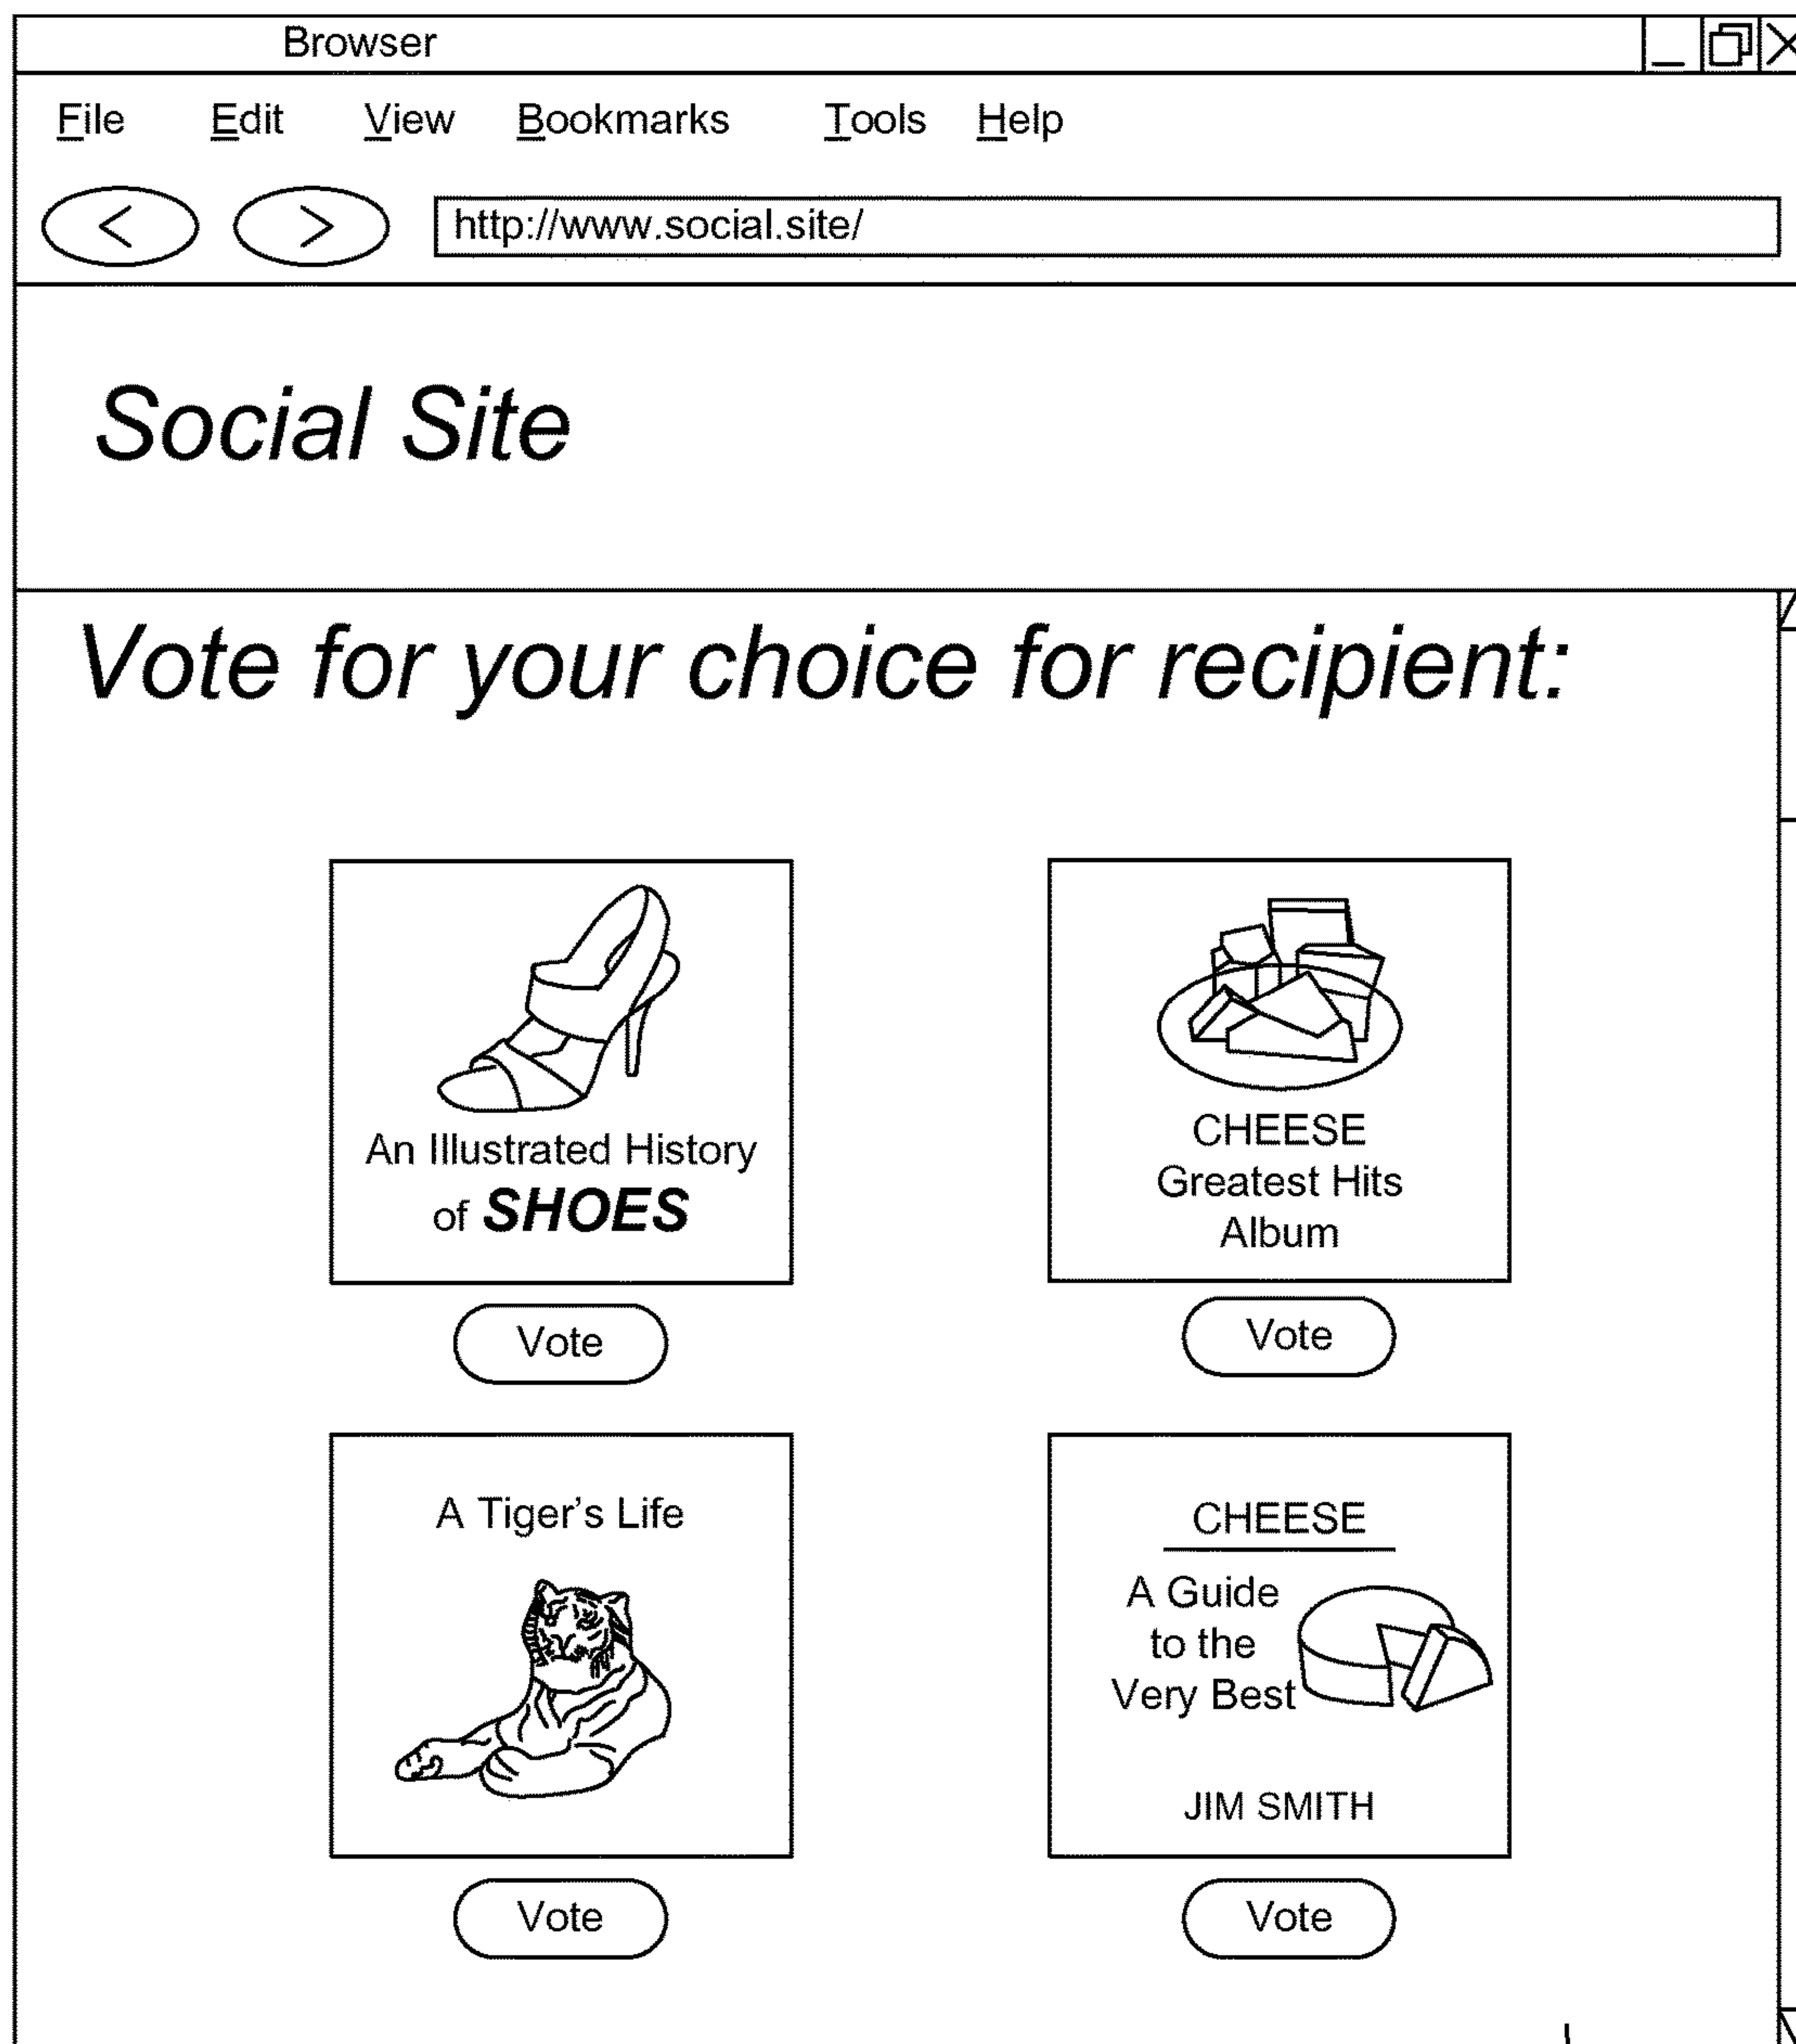 Browser
File Edit View Bookmarks Tools Help
< > http://www.social.site/
Social Site
Vote for your choice for recipient:
An Illustrated History
of SHOES
Vote
CHEESE
Greatest Hits
Album
Vote
A Tiger's Life
Vote
CHEESE
A Guide
to the
Very Best
JIM SMITH
Vote